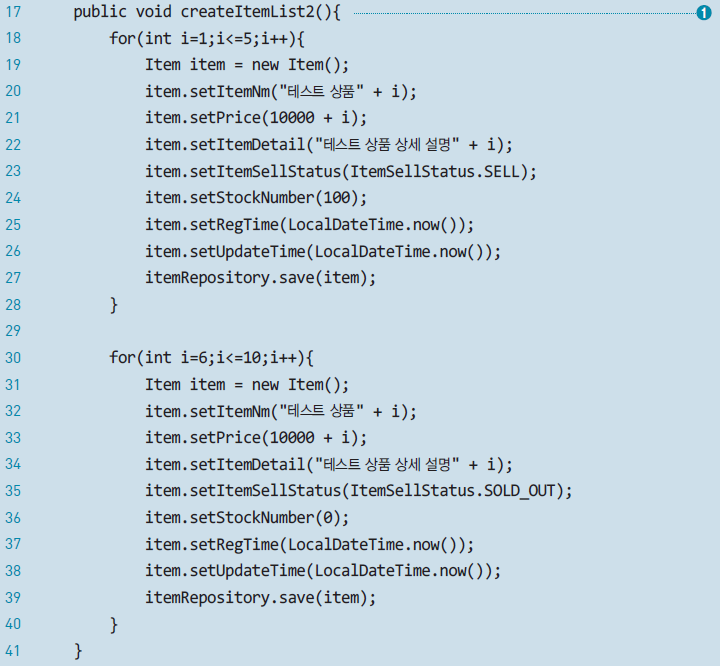 17 public void createItemList2(){ 1
18 for(int i=1;i<=5;i++){
19 Item item = new Item();
20 item.setItemNm("테스트 상품" + i);
21 item.setPrice(10000 + i);
22 item.setItemDetail("테스트 상품 상세 설명" + i);
23 item.setItemSellStatus(ItemSellStatus.SELL);
24 item.setStockNumber(100);
25 item.setRegTime(LocalDateTime.now());
26 item.setUpdateTime(LocalDateTime.now());
27 itemRepository.save(item);
28 }
29
30 for(int i=6;i<=10;i++){
31 Item item = new Item();
32 item.setItemNm("테스트 상품" + i);
33 item.setPrice(10000 + i);
34 item.setItemDetail("테스트 상품 상세 설명" + i);
35 item.setItemSellStatus(ItemSellStatus.SOLD_OUT);
36 item.setStockNumber(0);
37 item.setRegTime(LocalDateTime.now());
38 item.setUpdateTime(LocalDateTime.now());
39 itemRepository.save(item);
40 }
41 }